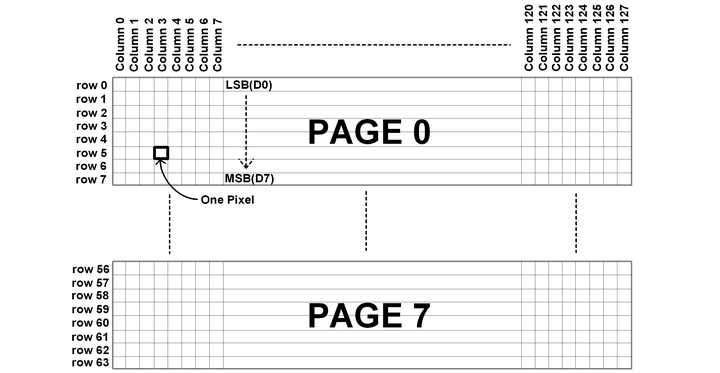 Column 0
Column 1
Column 2
Column 3
Column 4
Column 5
Column 6
Column 7
Column 120
Column 121
Column 122
Column 123
Column 124
Column 125
Column 126
Column 127
row 0
LSB(D0)
row 1
row 2
row 3
PAGE 0
row 4
row 5
row 6
row 7
MSB(D7)
One Pixel
row 56
row 57
row 58
row 59
PAGE 7
row 60
row 61
row 62
row 63